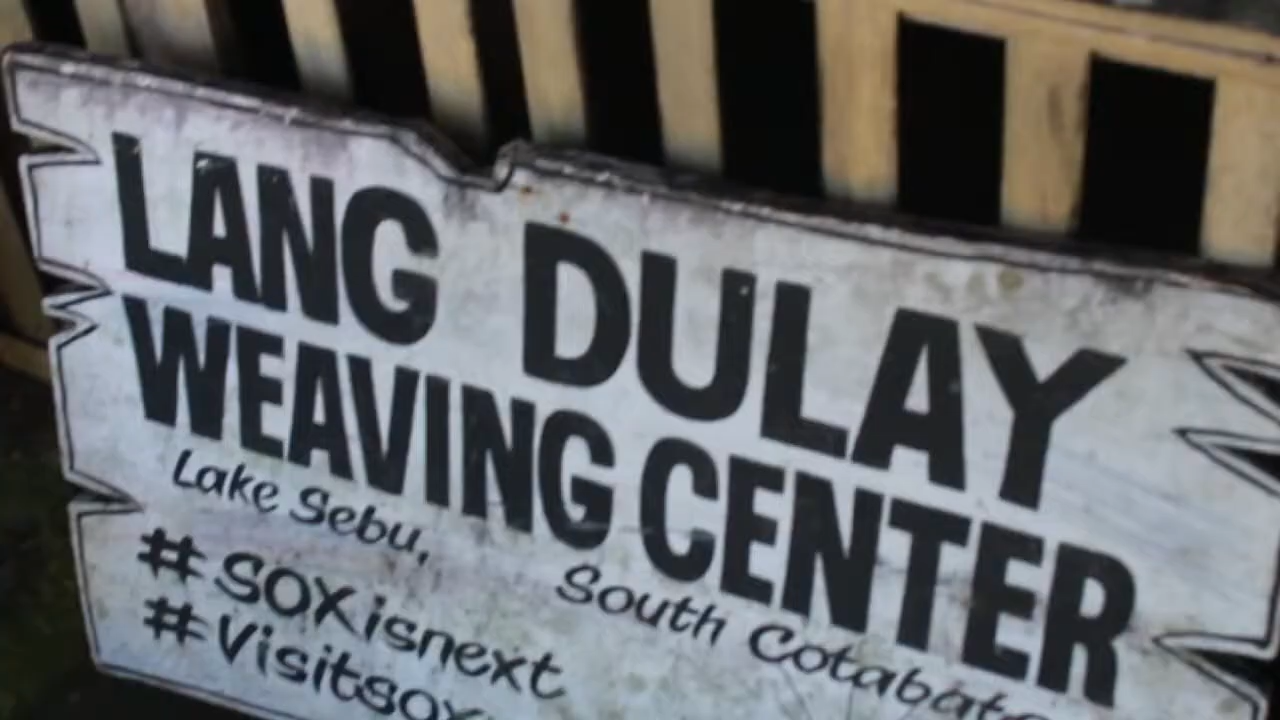 LANG DULAY
WEAVING CENTER
Lake Sebu, South Cotabato
#SOXisnext
#Visitsox